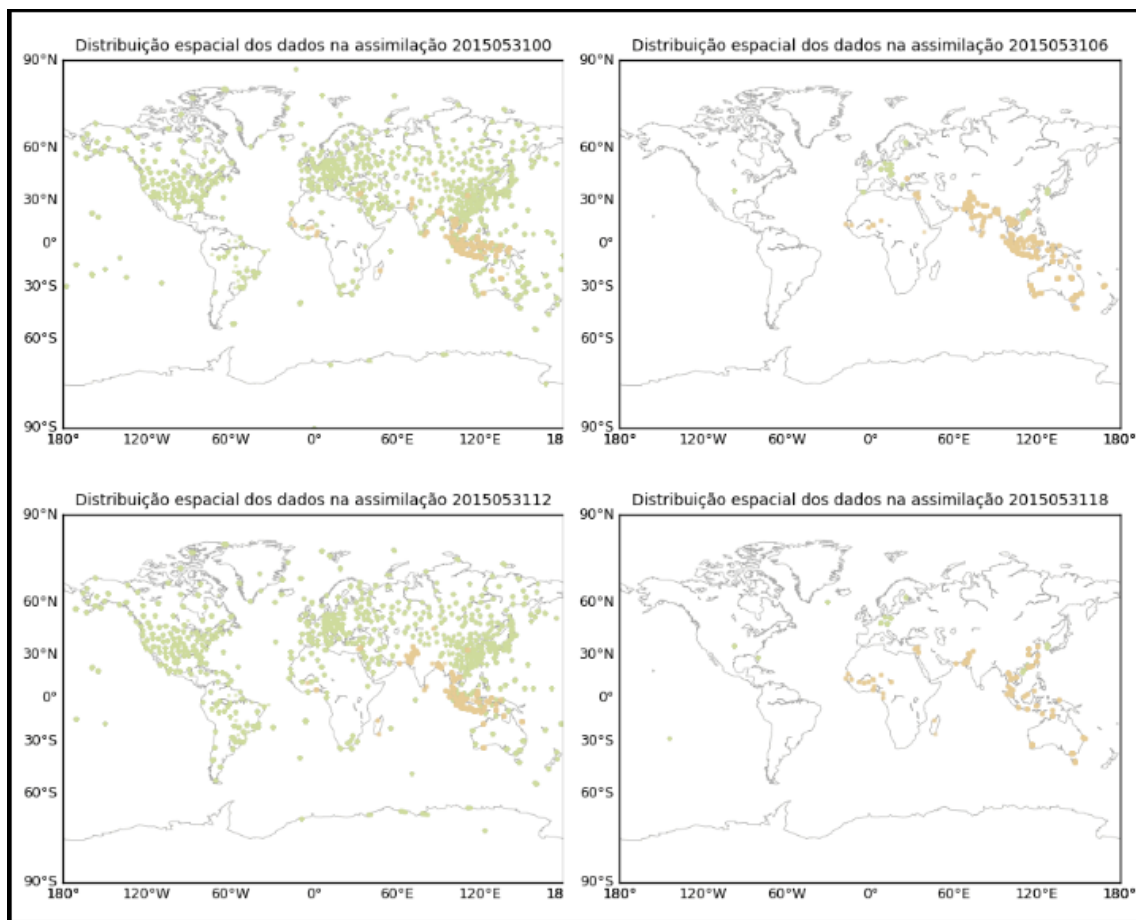 Distribuição espacial dos dados na assimilação 2015053100
90°N
60°N
30°N
0°
30°S
60°S
90°S
180° 120°W 60°W 0° 60°E 120°E 18
Distribuição espacial dos dados na assimilação 2015053106
90°N
60°N
30°N
0°
30°S
60°S
90°S
180° 120°W 60°W 0° 60°E 120°E 180°
Distribuição espacial dos dados na assimilação 2015053112
90°N
60°N
30°N
0°
30°S
60°S
90°S
180° 120°W 60°W 0° 60°E 120°E 18
Distribuição espacial dos dados na assimilação 2015053118
90°N
60°N
30°N
0°
30°S
60°S
90°S
180° 120°W 60°W 0° 60°E 120°E 180°